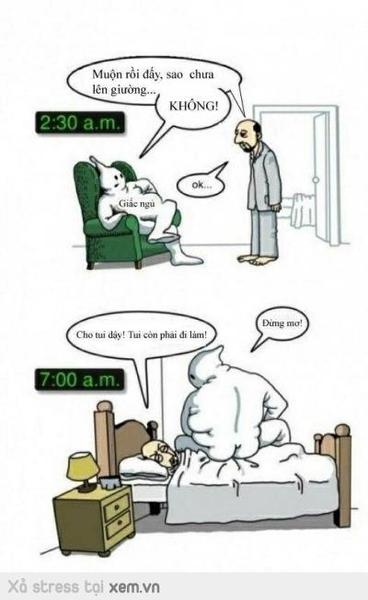 Muộn rồi đấy, sao chưa
lên giường...
KHÔNG!
2:30 a.m.
ok...
Giấc ngủ
Đừng mơ!
Cho tui dậy! Tui còn phải đi làm!
7:00 a.m.
Xả stress tại xem.vn